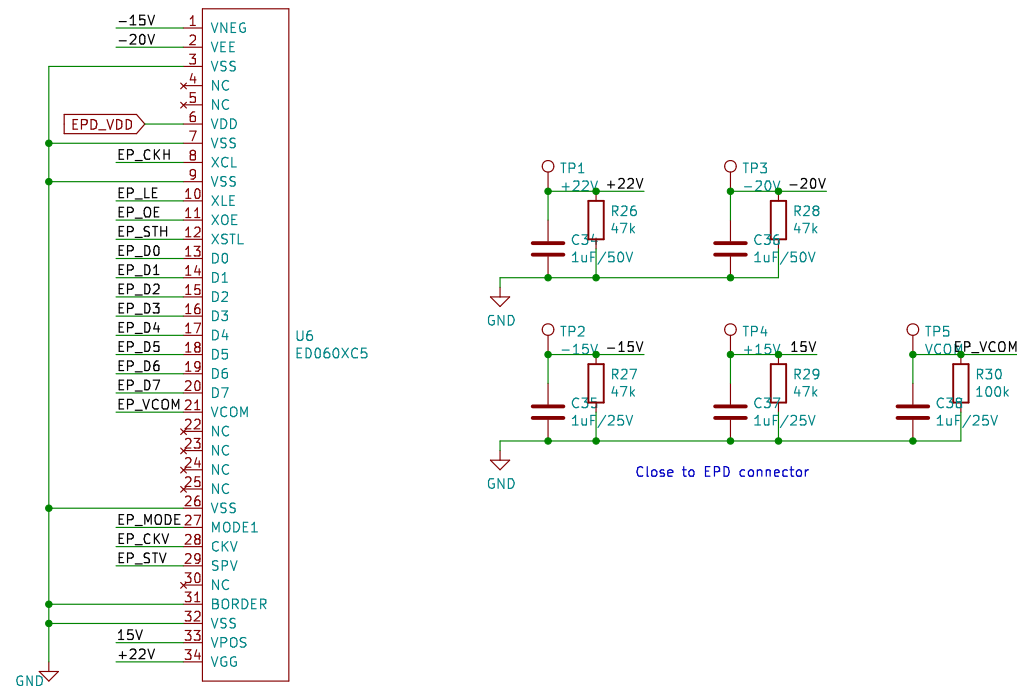 -15V 1 VNEG
-20V 2 VEE
3 VSS
4 NC
5 NC
EPD_VDD 6 VDD
7 VSS
EP_CKH 8 XCL
9 VSS
EP_LE 10 XLE
EP_OE 11 XOE
EP_STH 12 XSTL
EP_D0 13 D0
EP_D1 14 D1
EP_D2 15 D2
EP_D3 16 D3
EP_D4 17 D4
EP_D5 18 D5
EP_D6 19 D6
EP_D7 20 D7
EP_VCOM 21 VCOM
22 NC
23 NC
24 NC
25 NC
26 VSS
EP_MODE 27 MODE1
EP_CKV 28 CKV
EP_STV 29 SPV
30 NC
31 BORDER
32 VSS
15V 33 VPOS
+22V 34 VGG
GND
U6
ED060XC5
TP1
+22V
+22V
R26
47k
C34
1uF/50V
TP3
-20V
-20V
R28
47k
C36
1uF/50V
GND
TP2
-15V
-15V
R27
47k
C35
1uF/25V
TP4
+15V
15V
R29
47k
C37
1uF/25V
TP5
VCOM
EP_VCOM
R30
100k
C38
1uF/25V
GND
Close to EPD connector